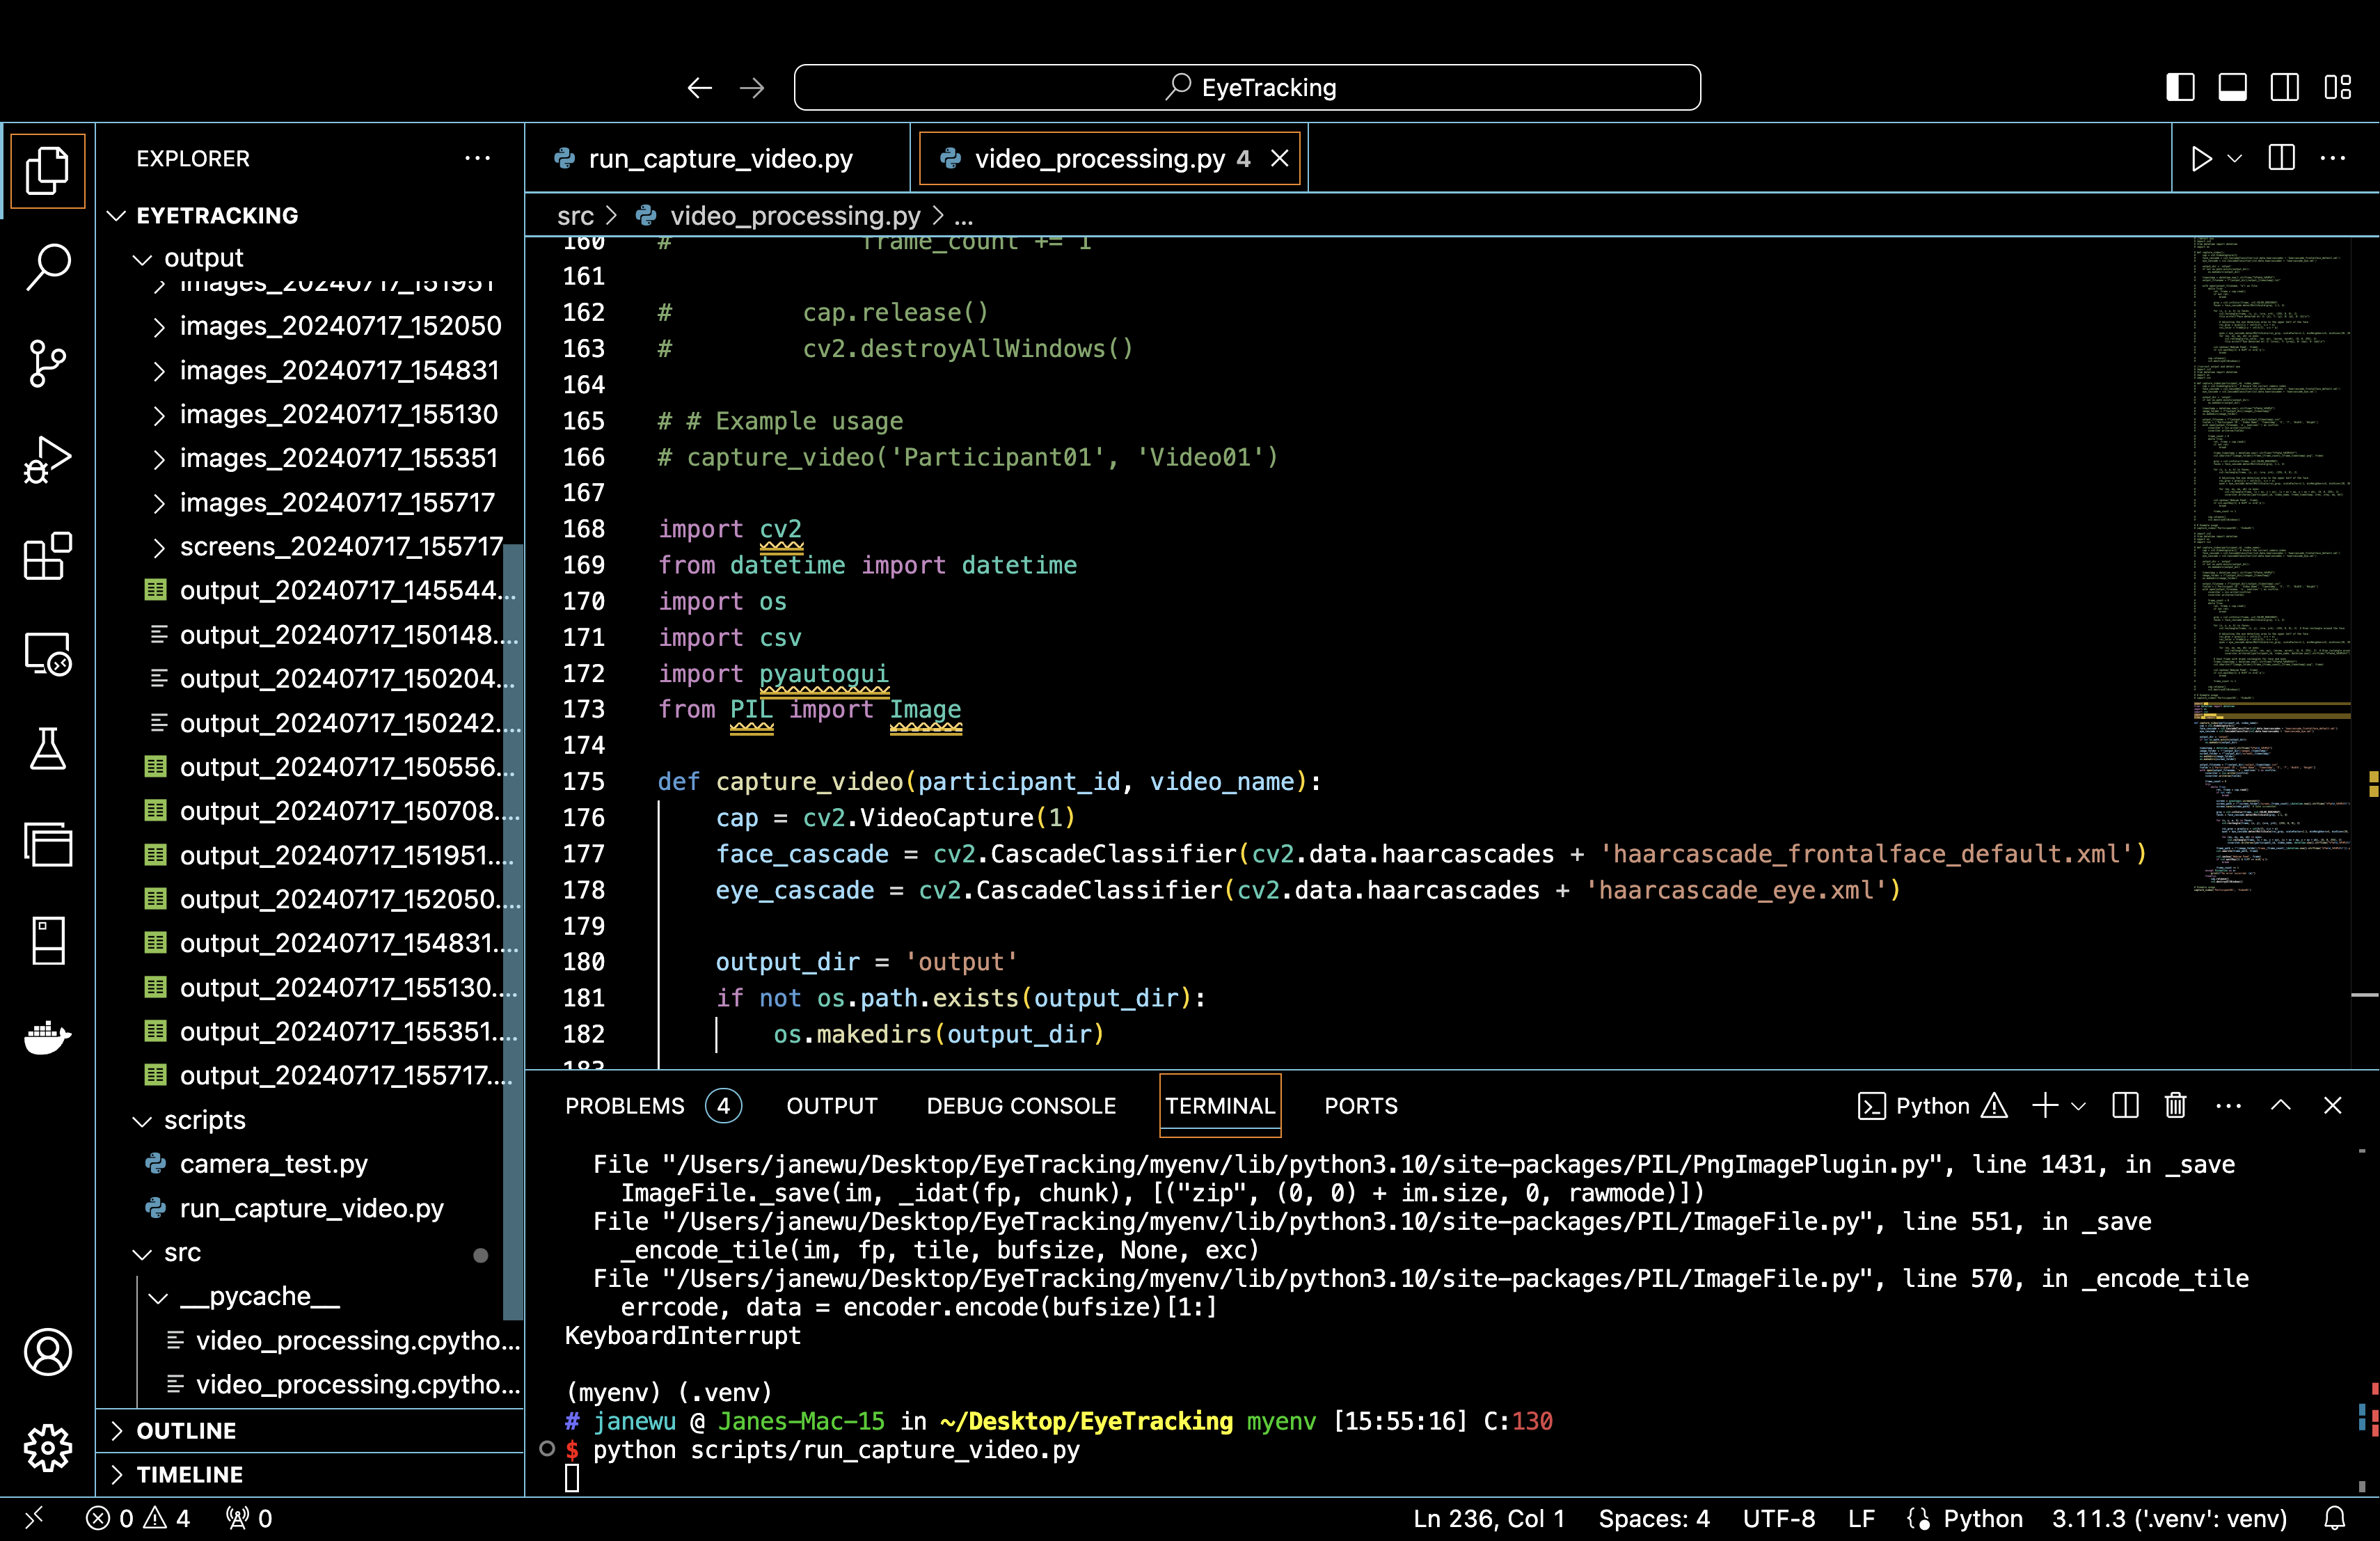 EyeTracking
EXPLORER
EYETRACKING
output
images_20240717_151951
images_20240717_152050
images_20240717_154831
images_20240717_155130
images_20240717_155351
images_20240717_155717
screens_20240717_155717
output_20240717_145544...
output_20240717_150148....
output_20240717_150204...
output_20240717_150242....
output_20240717_150556...
output_20240717_150708....
output_20240717_151951....
output_20240717_152050....
output_20240717_154831....
output_20240717_155130....
output_20240717_155351....
output_20240717_155717....
scripts
camera_test.py
run_capture_video.py
src
__pycache__
video_processing.cpytho...
video_processing.cpytho...
OUTLINE
TIMELINE
run_capture_video.py
video_processing.py 4
src > video_processing.py > ...
160 # frame_count += 1
161
162 # cap.release()
163 # cv2.destroyAllWindows()
164
165 # # Example usage
166 # capture_video('Participant01', 'Video01')
167
168 import cv2
169 from datetime import datetime
170 import os
171 import csv
172 import pyautogui
173 from PIL import Image
174
175 def capture_video(participant_id, video_name):
176 cap = cv2.VideoCapture(1)
177 face_cascade = cv2.CascadeClassifier(cv2.data.haarcascades + 'haarcascade_frontalface_default.xml')
178 eye_cascade = cv2.CascadeClassifier(cv2.data.haarcascades + 'haarcascade_eye.xml')
179
180 output_dir = 'output'
181 if not os.path.exists(output_dir):
182 os.makedirs(output_dir)
183
PROBLEMS 4 OUTPUT DEBUG CONSOLE TERMINAL PORTS
Python
File "/Users/janewu/Desktop/EyeTracking/myenv/lib/python3.10/site-packages/PIL/PngImagePlugin.py", line 1431, in _save
ImageFile._save(im, _idat(fp, chunk), [("zip", (0, 0) + im.size, 0, rawmode)])
File "/Users/janewu/Desktop/EyeTracking/myenv/lib/python3.10/site-packages/PIL/ImageFile.py", line 551, in _save
_encode_tile(im, fp, tile, bufsize, None, exc)
File "/Users/janewu/Desktop/EyeTracking/myenv/lib/python3.10/site-packages/PIL/ImageFile.py", line 570, in _encode_tile
errcode, data = encoder.encode(bufsize)[1:]
KeyboardInterrupt
(myenv) (.venv)
# janewu @ Janes-Mac-15 in ~/Desktop/EyeTracking myenv [15:55:16] C:130
$ python scripts/run_capture_video.py
0 4 0
Ln 236, Col 1 Spaces: 4 UTF-8 LF Python 3.11.3 ('.venv': venv)